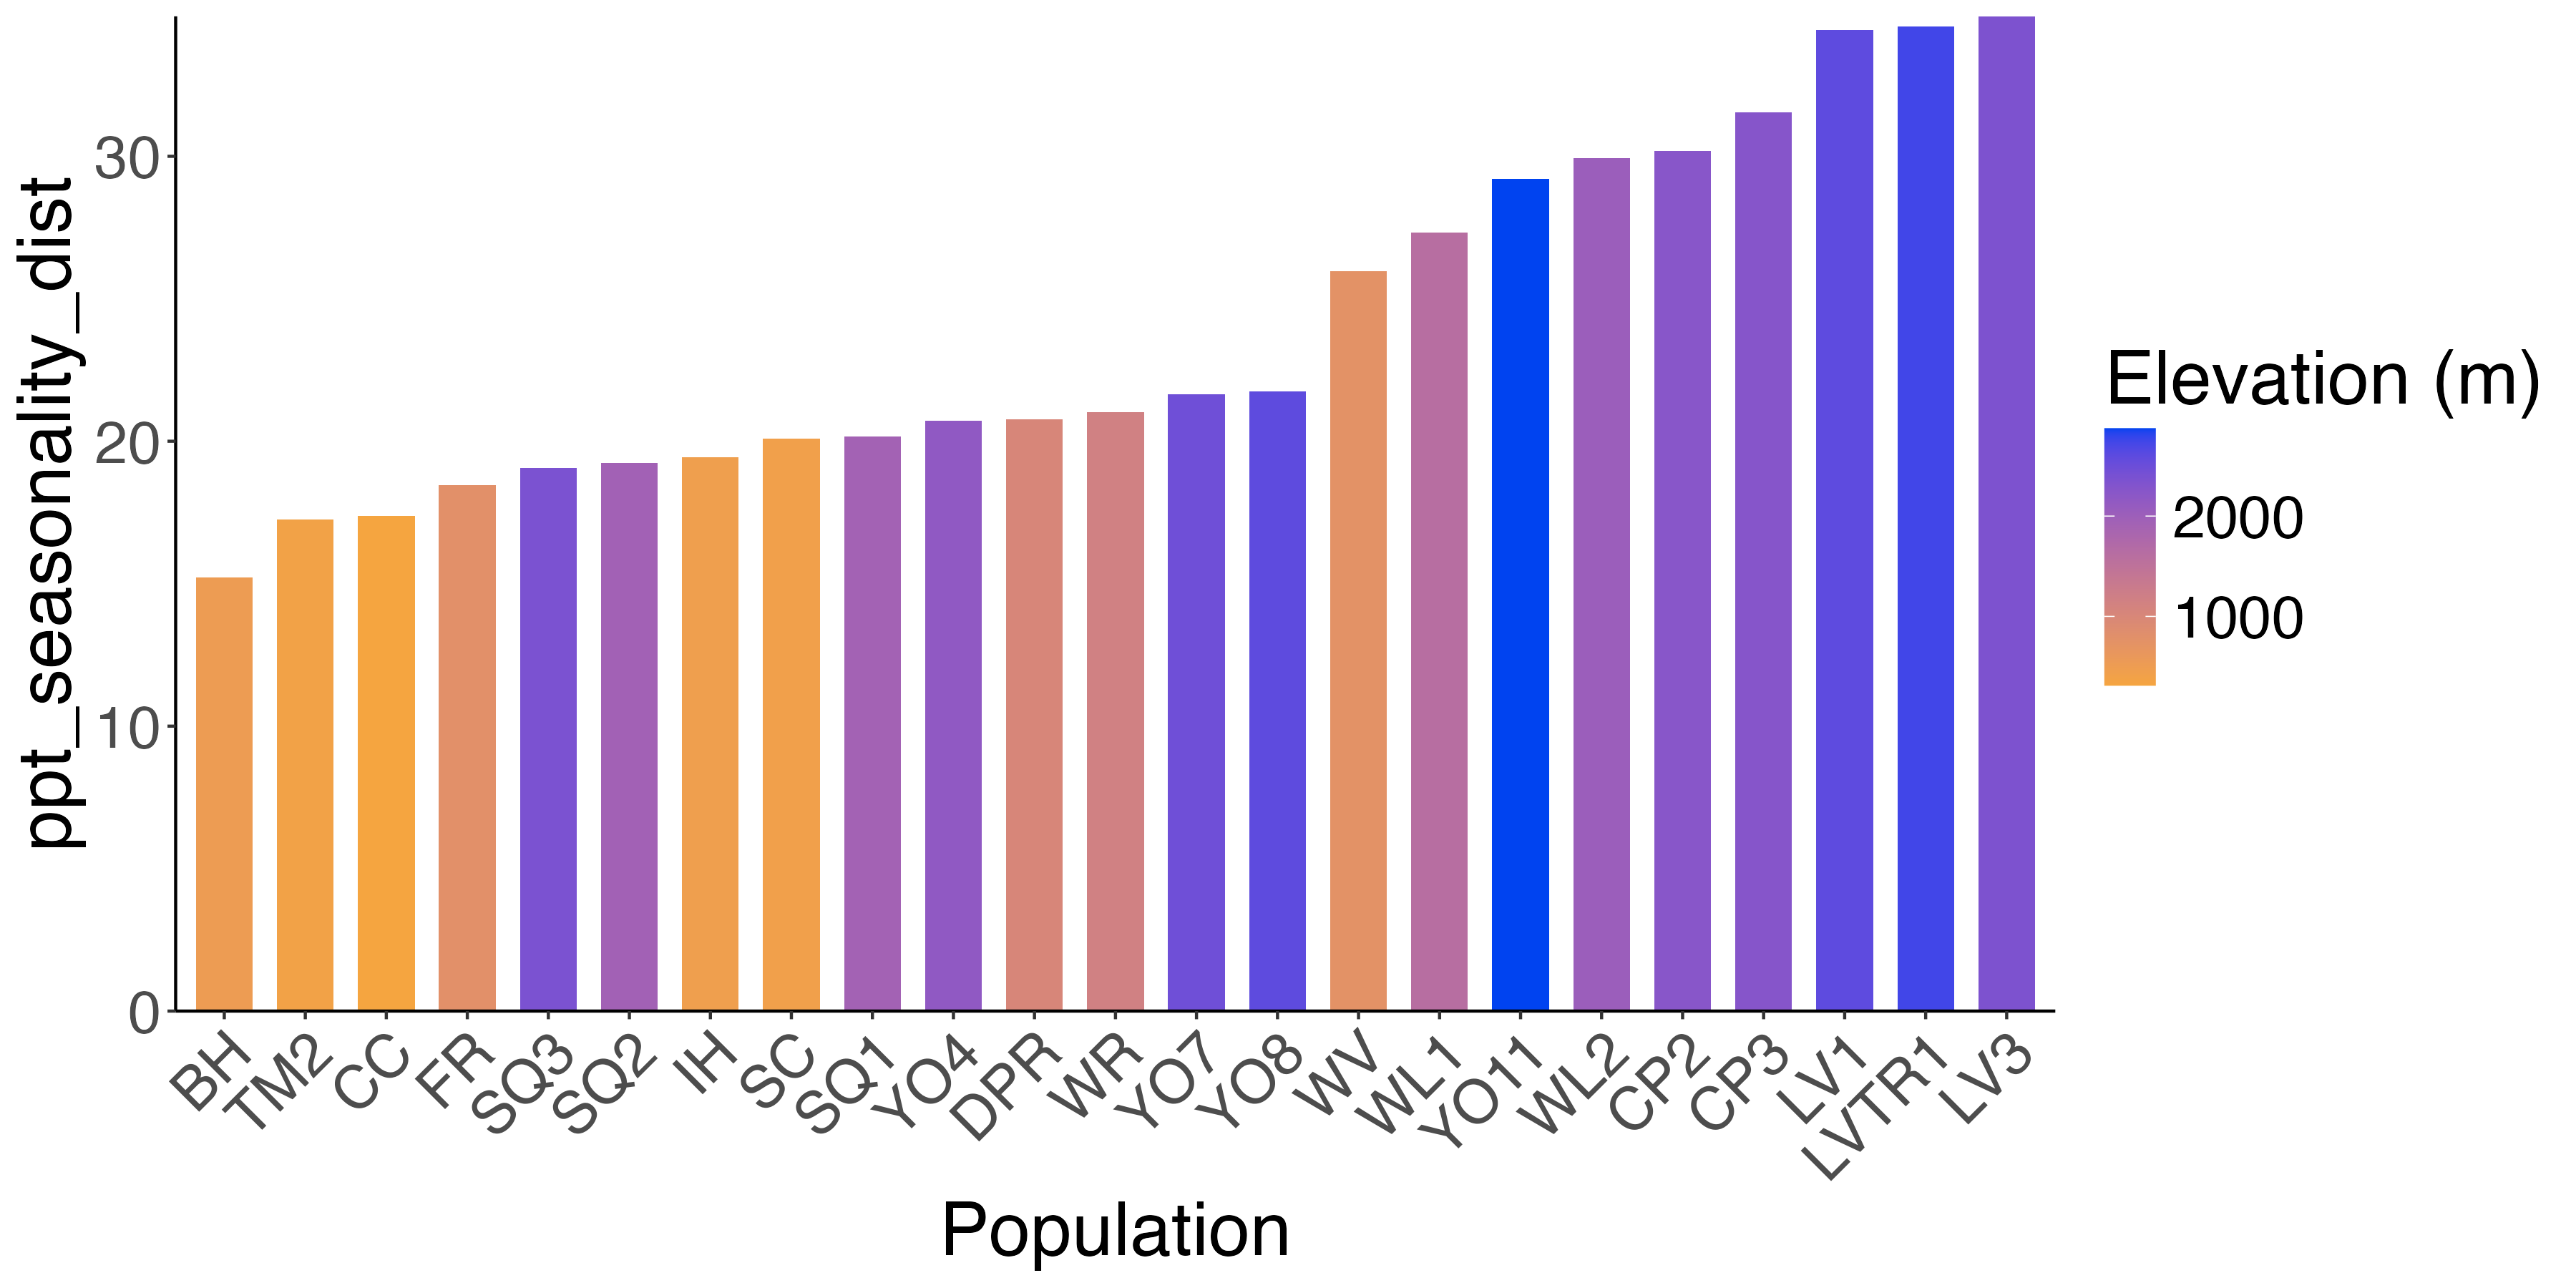 ppt_seasonality_dist
30
20
10
0
BH
TM2
CC
FR
SQ3
SQ2
IH
SC
SQ1
YO4
DPR
WR
YO7
YO8
WV
WL1
YO11
WL2
CP2
CP3
LV1
LVTR1
LV3
Population
Elevation (m)
2000
1000